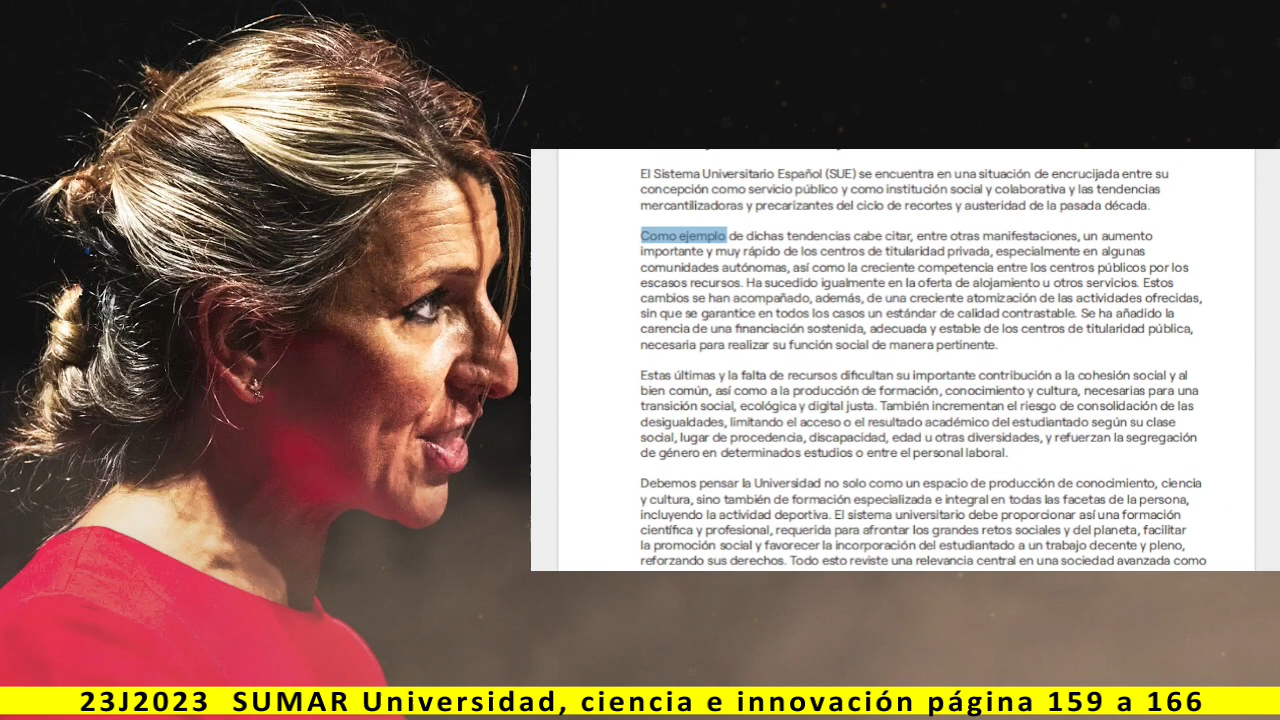 El Sistema Universitario Español (SUE) se encuentra en una situación de encrucijada entre su
concepción como servicio público y como institución social y colaborativa y las tendencias
mercantilizadoras y precarizantes del ciclo de recortes y austeridad de la pasada década.
Como ejemplo de dichas tendencias cabe citar, entre otras manifestaciones, un aumento
importante y muy rápido de los centros de titularidad privada, especialmente en algunas
comunidades autónomas, así como la creciente competencia entre los centros públicos por los
escasos recursos. Ha sucedido igualmente en la oferta de alojamiento u otros servicios. Estos
cambios se han acompañado, además, de una creciente atomización de las actividades ofrecidas,
sin que se garantice en todos los casos un estándar de calidad contrastable. Se ha añadido la
carencia de una financiación sostenida, adecuada y estable de los centros de titularidad pública,
necesaria para realizar su función social de manera pertinente.
Estas últimas y la falta de recursos dificultan su importante contribución a la cohesión social y al
bien común, así como a la producción de formación, conocimiento y cultura, necesarias para una
transición social, ecológica y digital justa. También incrementan el riesgo de consolidación de las
desigualdades, limitando el acceso o el resultado académico del estudiantado según su clase
social, lugar de procedencia, discapacidad, edad u otras diversidades, y refuerzan la segregación
de género en determinados estudios o entre el personal laboral.
Debemos pensar la Universidad no solo como un espacio de producción de conocimiento, ciencia
y cultura, sino también de formación especializada e integral en todas las facetas de la persona,
incluyendo la actividad deportiva. El sistema universitario debe proporcionar así una formación
científica y profesional, requerida para afrontar los grandes retos sociales y del planeta, facilitar
la promoción social y favorecer la incorporación del estudiantado a un trabajo decente y pleno,
reforzando sus derechos. Todo esto reviste una relevancia central en una sociedad avanzada como
23J2023 SUMAR Universidad, ciencia e innovación página 159 a 166